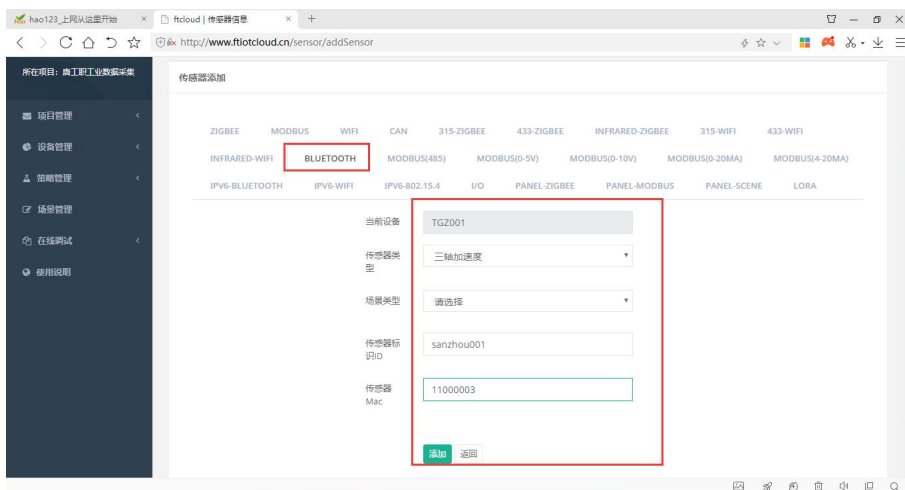 hao123_上网从这里开始 × ftcloud | 传感器信息 × +
http://www.ftiotcloud.cn/sensor/addSensor
所在项目：唐工职工业数据采集
传感器添加
项目管理
设备管理
策略管理
场景管理
在线调试
使用说明
ZIGBEE MODBUS WIFI CAN 315-ZIGBEE 433-ZIGBEE INFRARED-ZIGBEE 315-WIFI 433-WIFI
INFRARED-WIFI BLUETOOTH MODBUS(485) MODBUS(0-5V) MODBUS(0-10V) MODBUS(0-20MA) MODBUS(4-20MA)
IPV6-BLUETOOTH IPV6-WIFI IPV6-802.15.4 I/O PANEL-ZIGBEE PANEL-MODBUS PANEL-SCENE LORA
当前设备 TGZ001
传感器类
型
三轴加速度
场景类型 请选择
传感器标
识ID
sanzhou001
传感器
Mac
11000003
添加 返回